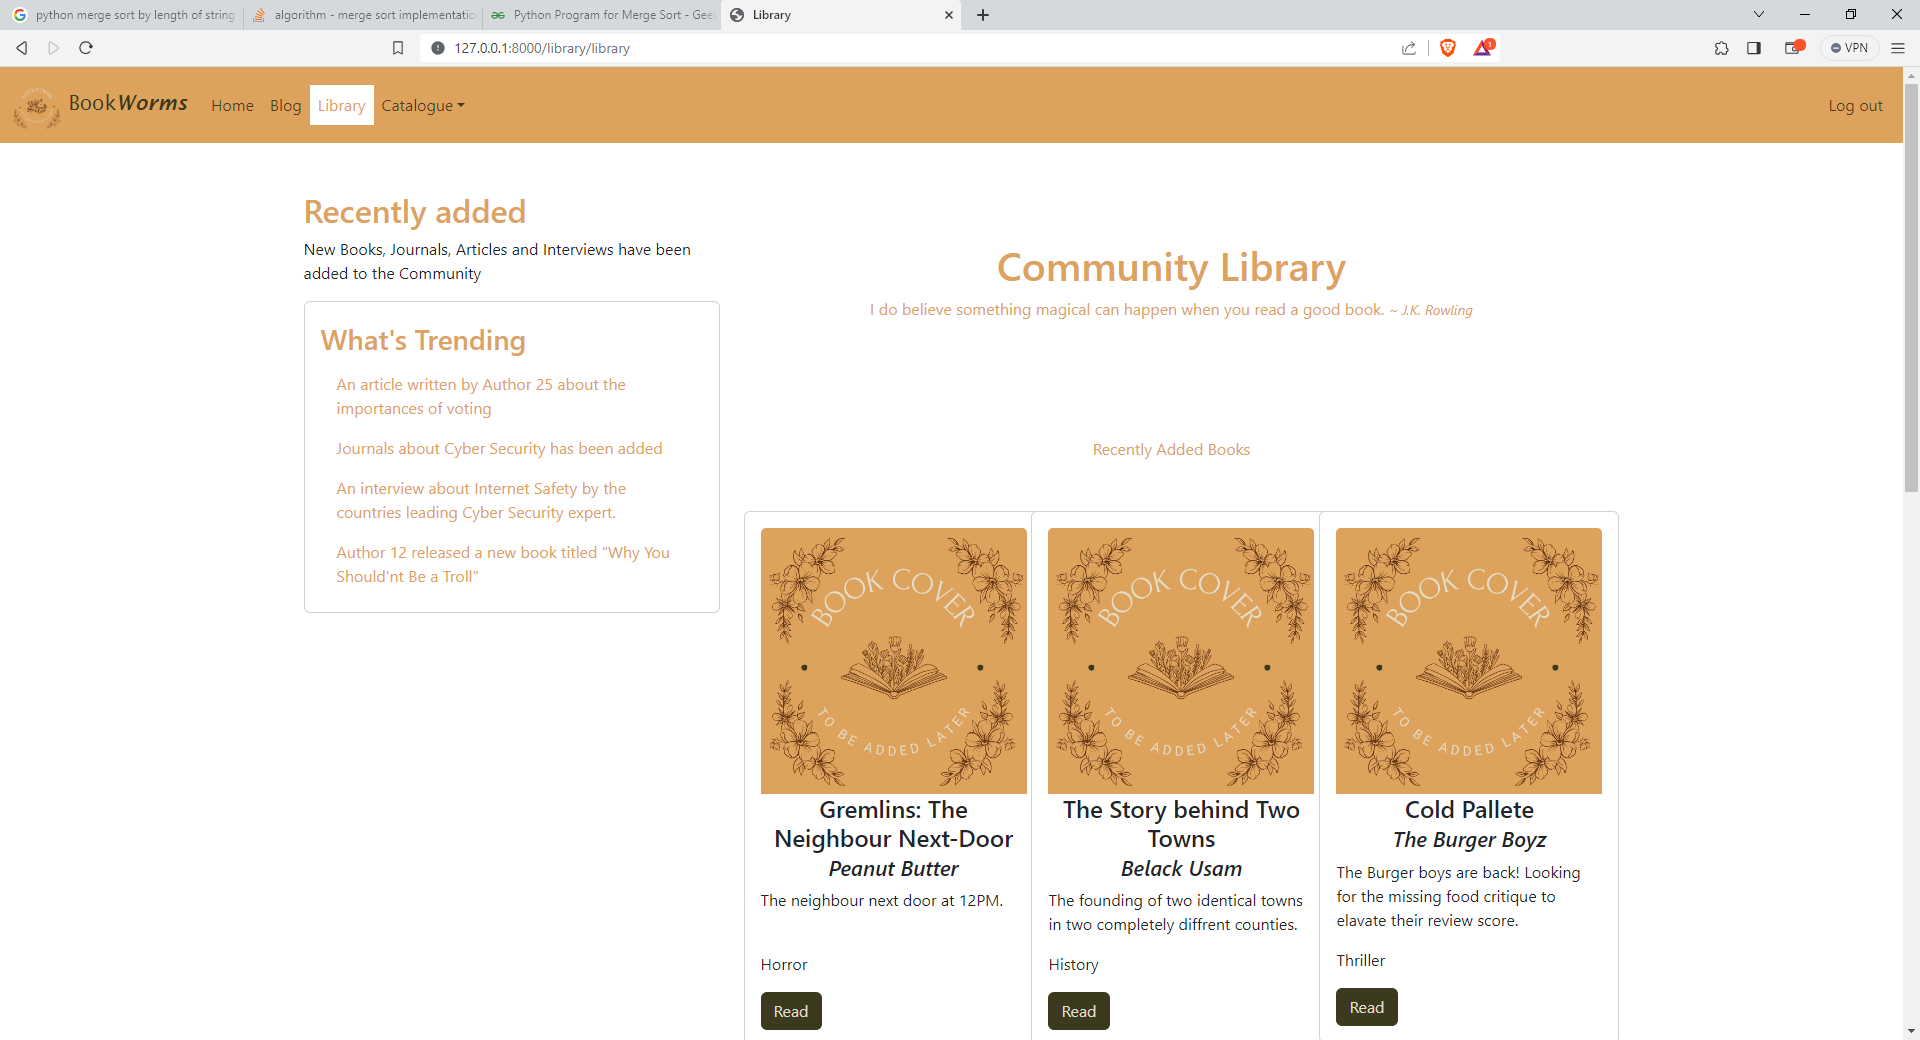 python merge sort by length of string
algorithm - merge sort implementatio
Python Program for Merge Sort - Geek
Library
127.0.0.1:8000/library/library
1
VPN
BookWorms
Home
Blog
Library
Catalogue
Log out
Recently added
New Books, Journals, Articles and Interviews have been
added to the Community
What's Trending
An article written by Author 25 about the
importances of voting
Journals about Cyber Security has been added
An interview about Internet Safety by the
countries leading Cyber Security expert.
Author 12 released a new book titled "Why You
Should'nt Be a Troll"
Community Library
I do believe something magical can happen when you read a good book. ~ J.K. Rowling
Recently Added Books
BOOK COVER
TO BE ADDED LATER
Gremlins: The
Neighbour Next-Door
Peanut Butter
The neighbour next door at 12PM.
Horror
Read
BOOK COVER
TO BE ADDED LATER
The Story behind Two
Towns
Belack Usam
The founding of two identical towns
in two completely diffrent counties.
History
Read
BOOK COVER
TO BE ADDED LATER
Cold Pallete
The Burger Boyz
The Burger boys are back! Looking
for the missing food critique to
elavate their review score.
Thriller
Read